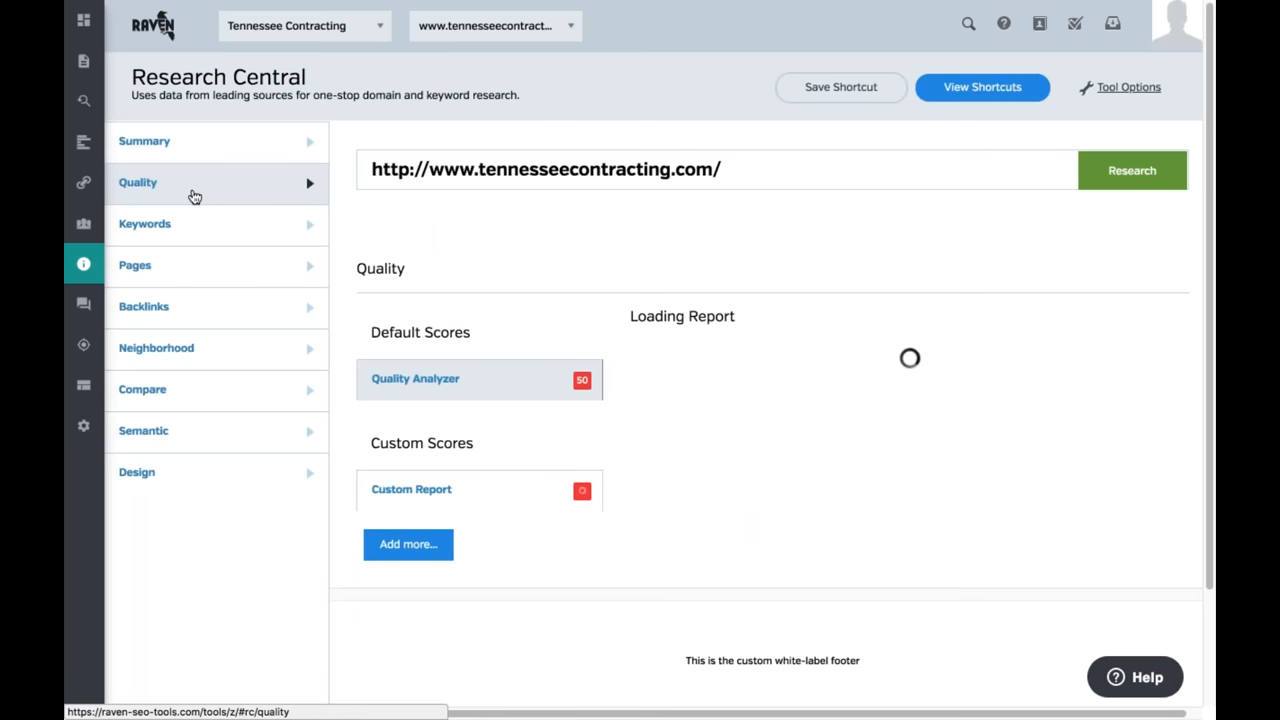 RAVEN
Tennessee Contracting
www.tennesseecontract...
Research Central
Uses data from leading sources for one-stop domain and keyword research.
Save Shortcut
View Shortcuts
Tool Options
Summary
Quality
Keywords
Pages
Backlinks
Neighborhood
Compare
Semantic
Design
http://www.tennesseecontracting.com/
Research
Quality
Default Scores
Loading Report
Quality Analyzer
50
Custom Scores
Custom Report
Add more...
This is the custom white-label footer
Help
https://raven-seo-tools.com/tools/z/#rc/quality